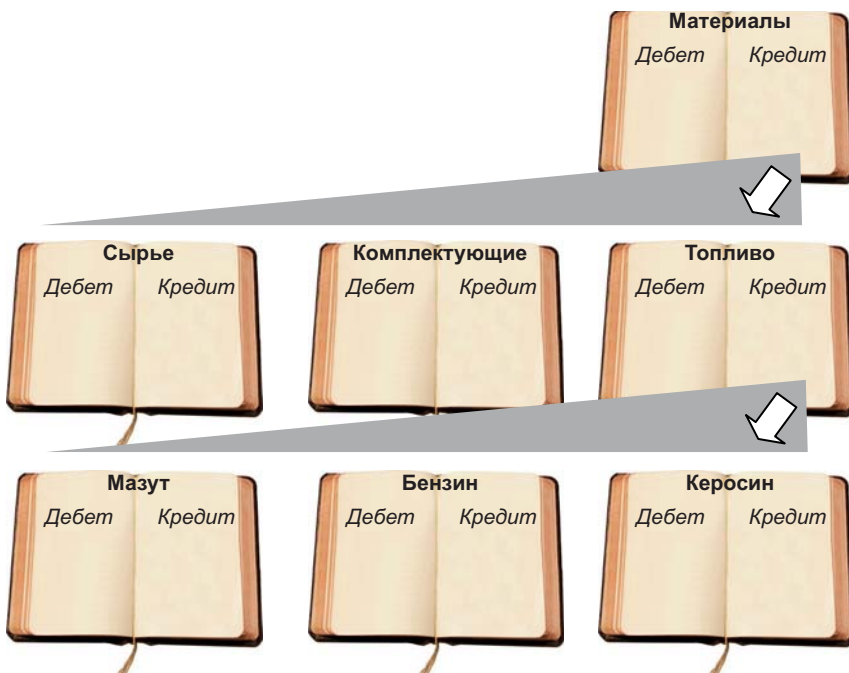 Материалы
Дебет Кредит
Сырье Комплектующие Топливо
Дебет Кредит Дебет Кредит Дебет Кредит
Мазут Бензин Керосин
Дебет Кредит Дебет Кредит Дебет Кредит